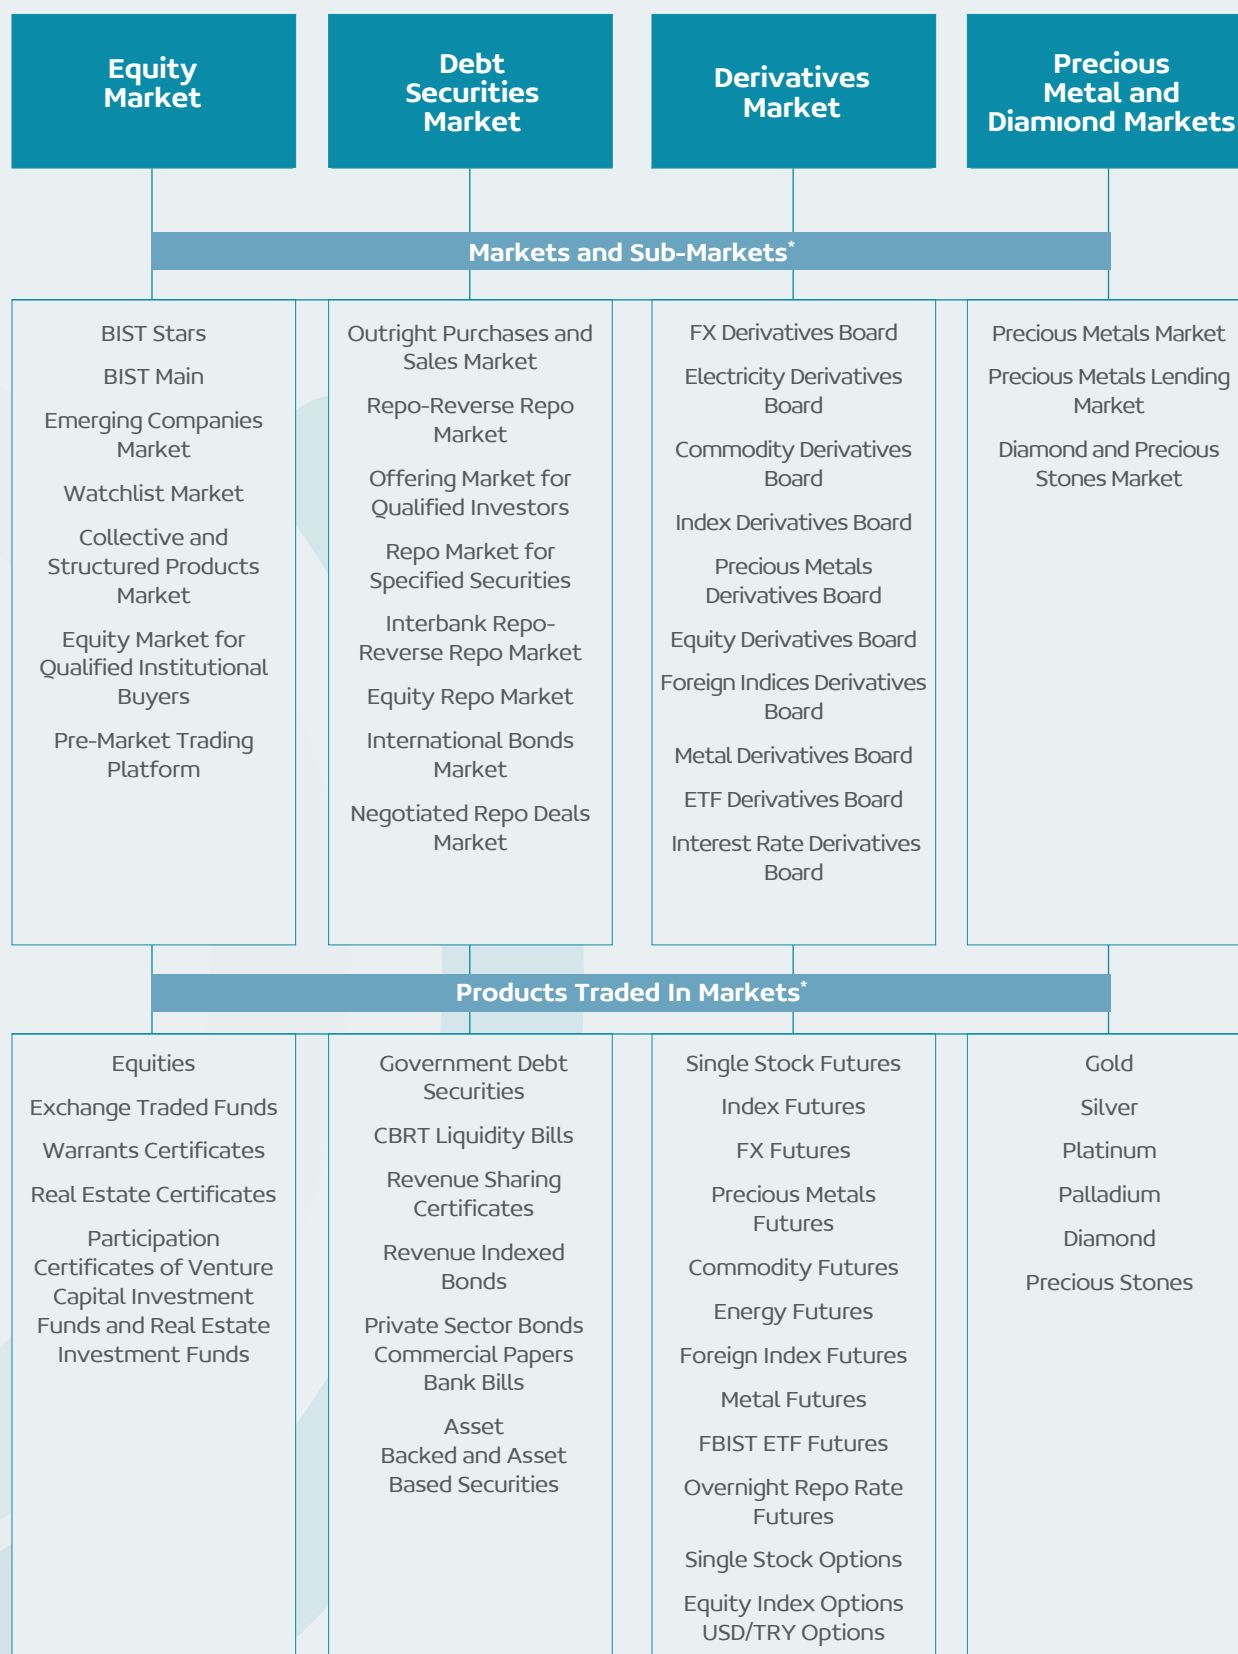 Equity
Market
Debt
Securities
Market
Derivatives
Market
Precious
Metal and
Diamıond Markets
Markets and Sub-Markets*
BIST Stars
BIST Main
Emerging Companies
Market
Watchlist Market
Collective and
Structured Products
Market
Equity Market for
Qualified Institutional
Buyers
Pre-Market Trading
Platform
Outright Purchases and
Sales Market
Repo-Reverse Repo
Market
Offering Market for
Qualified Investors
Repo Market for
Specified Securities
Interbank Repo-
Reverse Repo Market
Equity Repo Market
International Bonds
Market
Negotiated Repo Deals
Market
FX Derivatives Board
Electricity Derivatives
Board
Commodity Derivatives
Board
Index Derivatives Board
Precious Metals
Derivatives Board
Equity Derivatives Board
Foreign Indices Derivatives
Board
Metal Derivatives Board
ETF Derivatives Board
Interest Rate Derivatives
Board
Precious Metals Market
Precious Metals Lending
Market
Diamond and Precious
Stones Market
Products Traded In Markets*
Equities
Exchange Traded Funds
Warrants Certificates
Real Estate Certificates
Participation
Certificates of Venture
Capital Investment
Funds and Real Estate
Investment Funds
Government Debt
Securities
CBRT Liquidity Bills
Revenue Sharing
Certificates
Revenue Indexed
Bonds
Private Sector Bonds
Commercial Papers
Bank Bills
Asset
Backed and Asset
Based Securities
Single Stock Futures
Index Futures
FX Futures
Precious Metals
Futures
Commodity Futures
Energy Futures
Foreign Index Futures
Metal Futures
FBIST ETF Futures
Overnight Repo Rate
Futures
Single Stock Options
Equity Index Options
USD/TRY Options
Gold
Silver
Platinum
Palladium
Diamond
Precious Stones